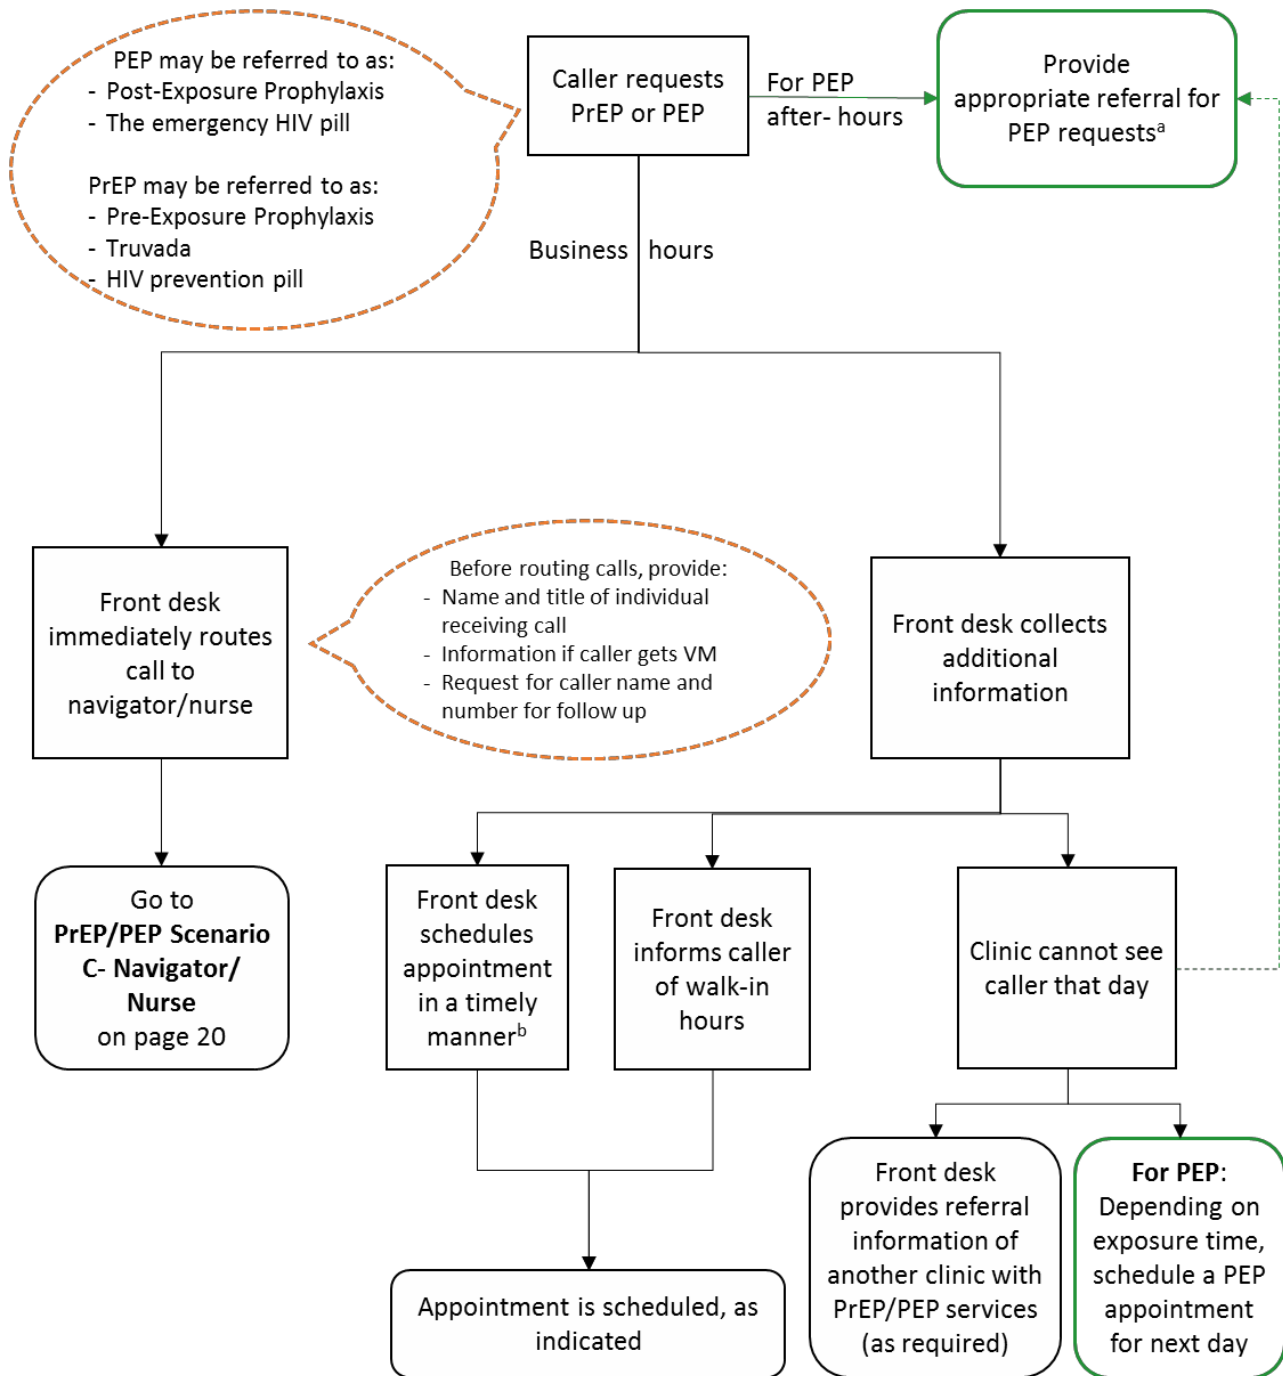 PEP may be referred to as:
- Post-Exposure Prophylaxis
- The emergency HIV pill
PrEP may be referred to as:
- Pre-Exposure Prophylaxis
- Truvada
- HIV prevention pill
Caller requests
PrEP or PEP
For PEP
after- hours
Provide
appropriate referral for
PEP requestsᵃ
Business hours
Front desk
immediately routes
call to
navigator/nurse
Before routing calls, provide:
- Name and title of individual
receiving call
- Information if caller gets VM
- Request for caller name and
number for follow up
Front desk collects
additional
information
Go to
PrEP/PEP Scenario
C- Navigator/
Nurse
on page 20
Front desk
schedules
appointment
in a timely
mannerᵇ
Front desk
informs caller
of walk-in
hours
Clinic cannot see
caller that day
Appointment is scheduled, as
indicated
Front desk
provides referral
information of
another clinic with
PrEP/PEP services
(as required)
For PEP:
Depending on
exposure time,
schedule a PEP
appointment
for next day